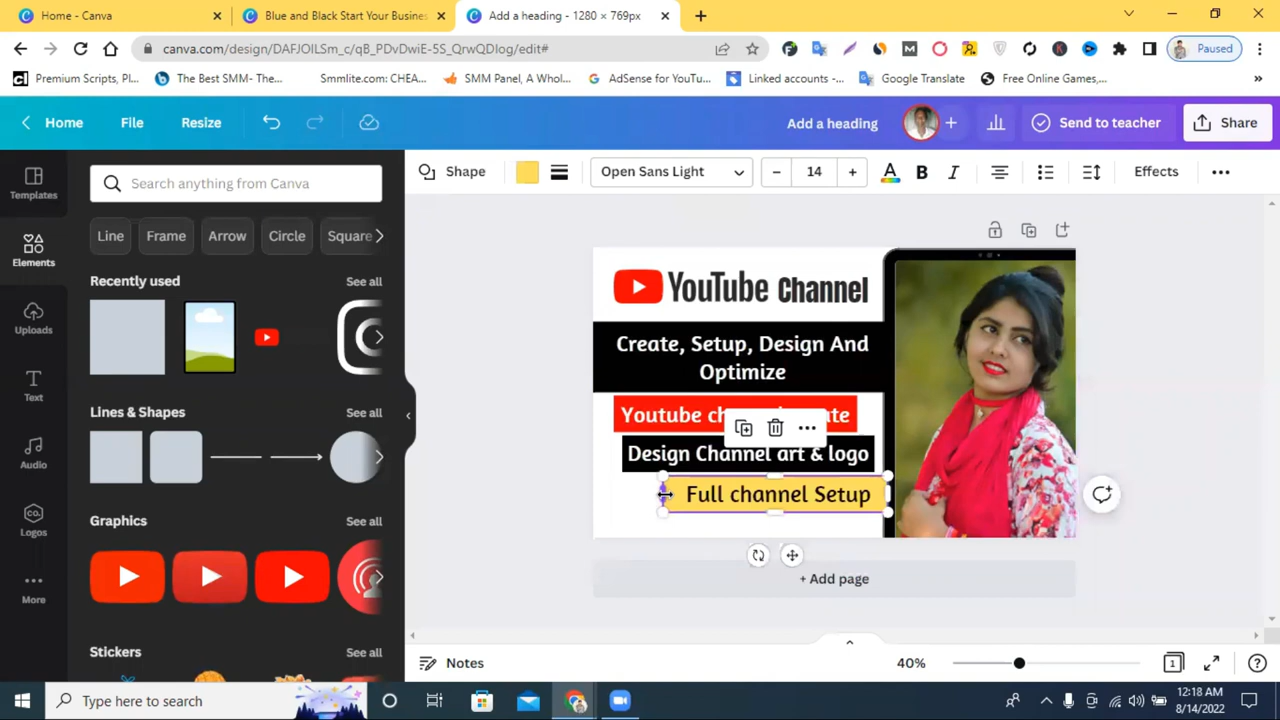 Home - Canva
Blue and Black Start Your Busines
Add a heading - 1280 × 769px
canva.com/design/DAFJOILSm_c/qB_PDvDwiE-5S_QrwQDlog/edit#
Paused
Premium Scripts, Pl...
The Best SMM- The...
Smmlite.com: CHEA...
SMM Panel, A Whol...
AdSense for YouTu...
Linked accounts -...
Google Translate
Free Online Games,...
Home
File
Resize
Add a heading
Send to teacher
Share
Templates
Elements
Uploads
Text
Audio
Logos
More
Search anything from Canva
Line
Frame
Arrow
Circle
Square
Recently used
See all
Lines & Shapes
See all
Graphics
See all
Stickers
See all
Shape
Open Sans Light
14
A
B
I
Effects
YouTube Channel
Create, Setup, Design And
Optimize
Design Channel art & logo
Full channel Setup
+ Add page
Notes
40%
1
Type here to search
12:18 AM
8/14/2022